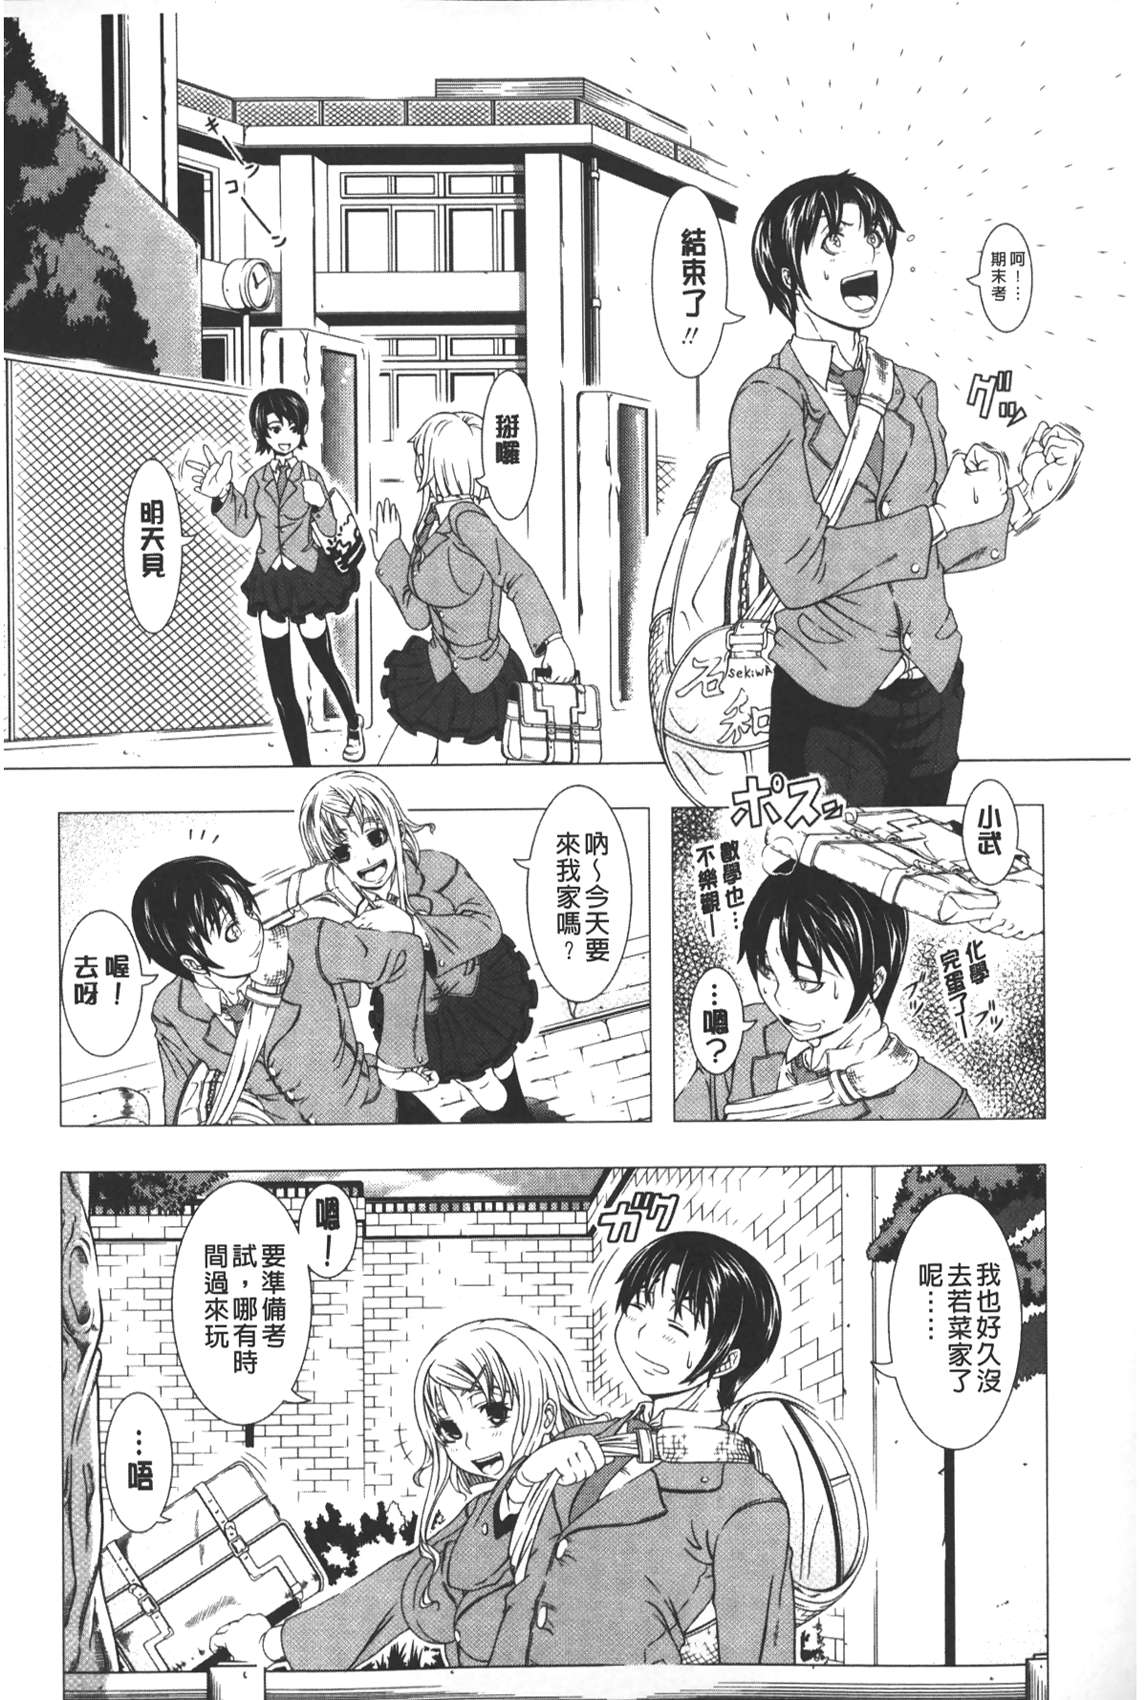 呵！…
期末考
グッ
結束了!!
キーンコーン
掰囉
明天見
sekiwa
石和
小武
ポスッ
數學也…
不樂觀—
化學
完蛋了—
ブツ
ブツ
…嗯？
吶～今天要
來我家嗎？
喔！
去呀
我也好久沒
去若菜家了
呢……
ガク
嗯！
要準備考
試，哪有時
間過來玩
…唔